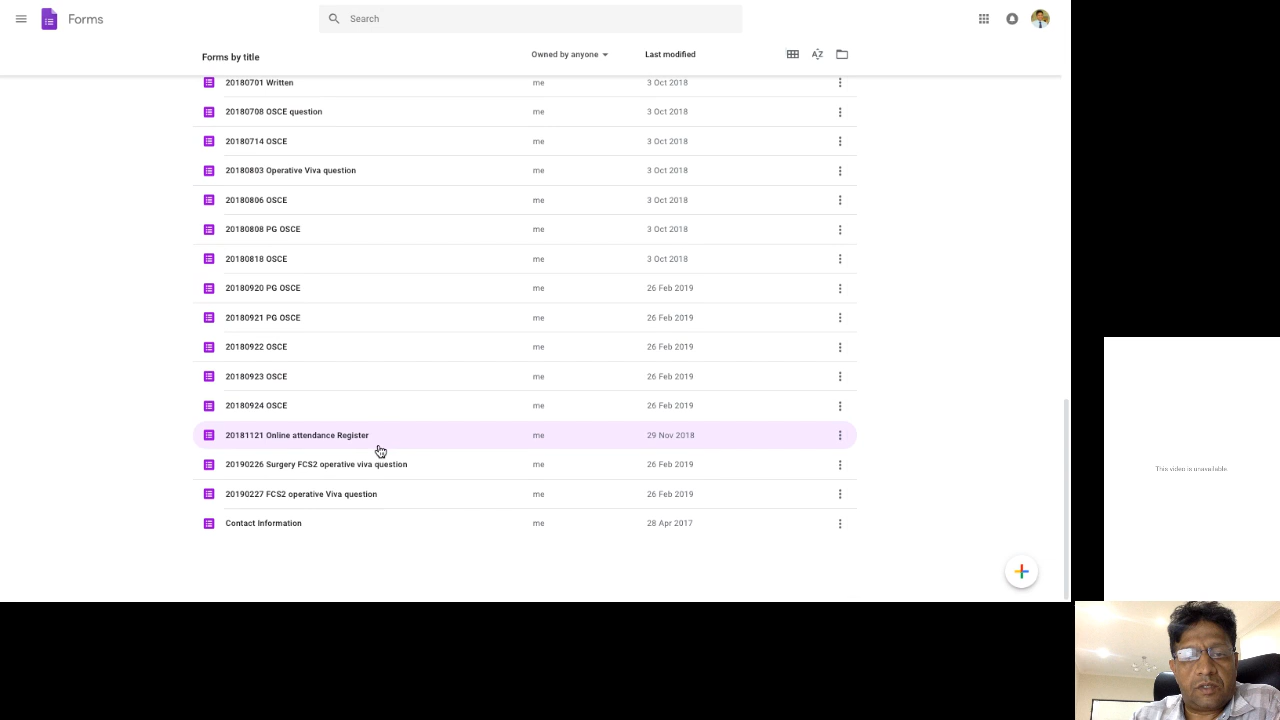 Forms
Search
Forms by title
Owned by anyone
Last modified
AZ
20180701 Written me 3 Oct 2018
20180708 OSCE question me 3 Oct 2018
20180714 OSCE me 3 Oct 2018
20180803 Operative Viva question me 3 Oct 2018
20180806 OSCE me 3 Oct 2018
20180808 PG OSCE me 3 Oct 2018
20180818 OSCE me 3 Oct 2018
20180920 PG OSCE me 26 Feb 2019
20180921 PG OSCE me 26 Feb 2019
20180922 OSCE me 26 Feb 2019
20180923 OSCE me 26 Feb 2019
20180924 OSCE me 26 Feb 2019
20181121 Online attendance Register me 29 Nov 2018
20190226 Surgery FCS2 operative viva question me 26 Feb 2019
20190227 FCS2 operative Viva question me 26 Feb 2019
Contact Information me 28 Apr 2017
This video is unavailable.